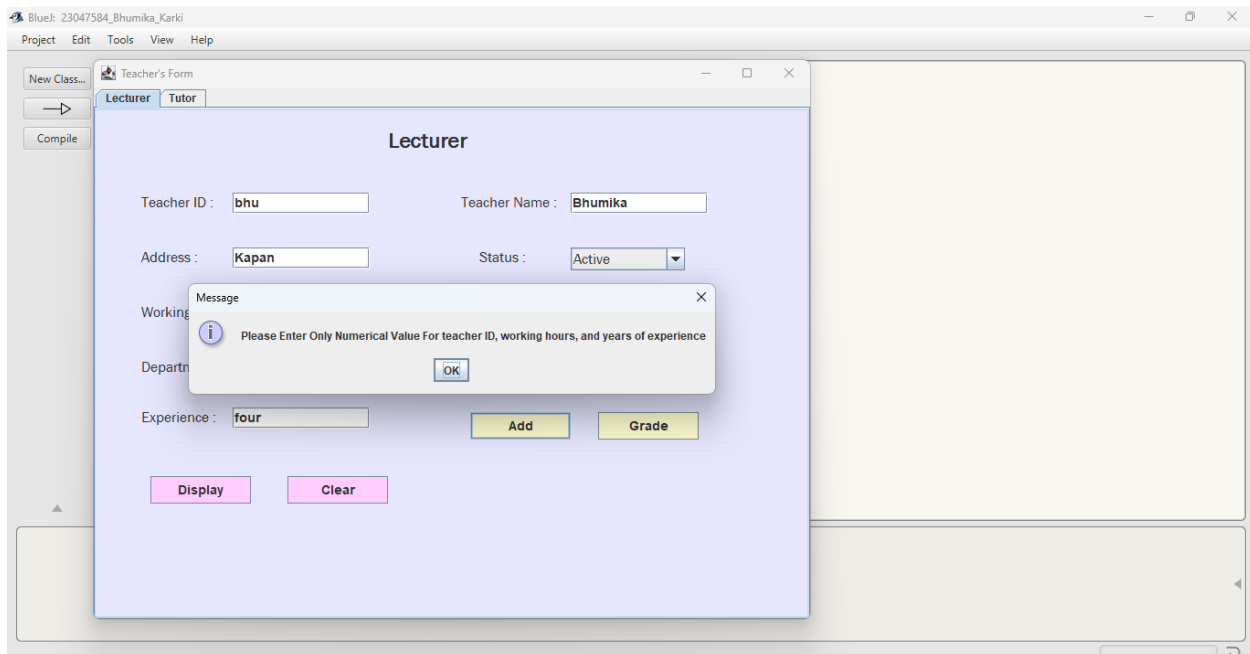 BlueJ: 23047584_Bhumika_Karki
Project Edit Tools View Help
New Class...
Compile
Teacher's Form
Lecturer Tutor
Lecturer
Teacher ID : bhu Teacher Name : Bhumika
Address : Kapan Status : Active
Working
Departn
Message
Please Enter Only Numerical Value For teacher ID, working hours, and years of experience
OK
Experience : four Add Grade
Display Clear